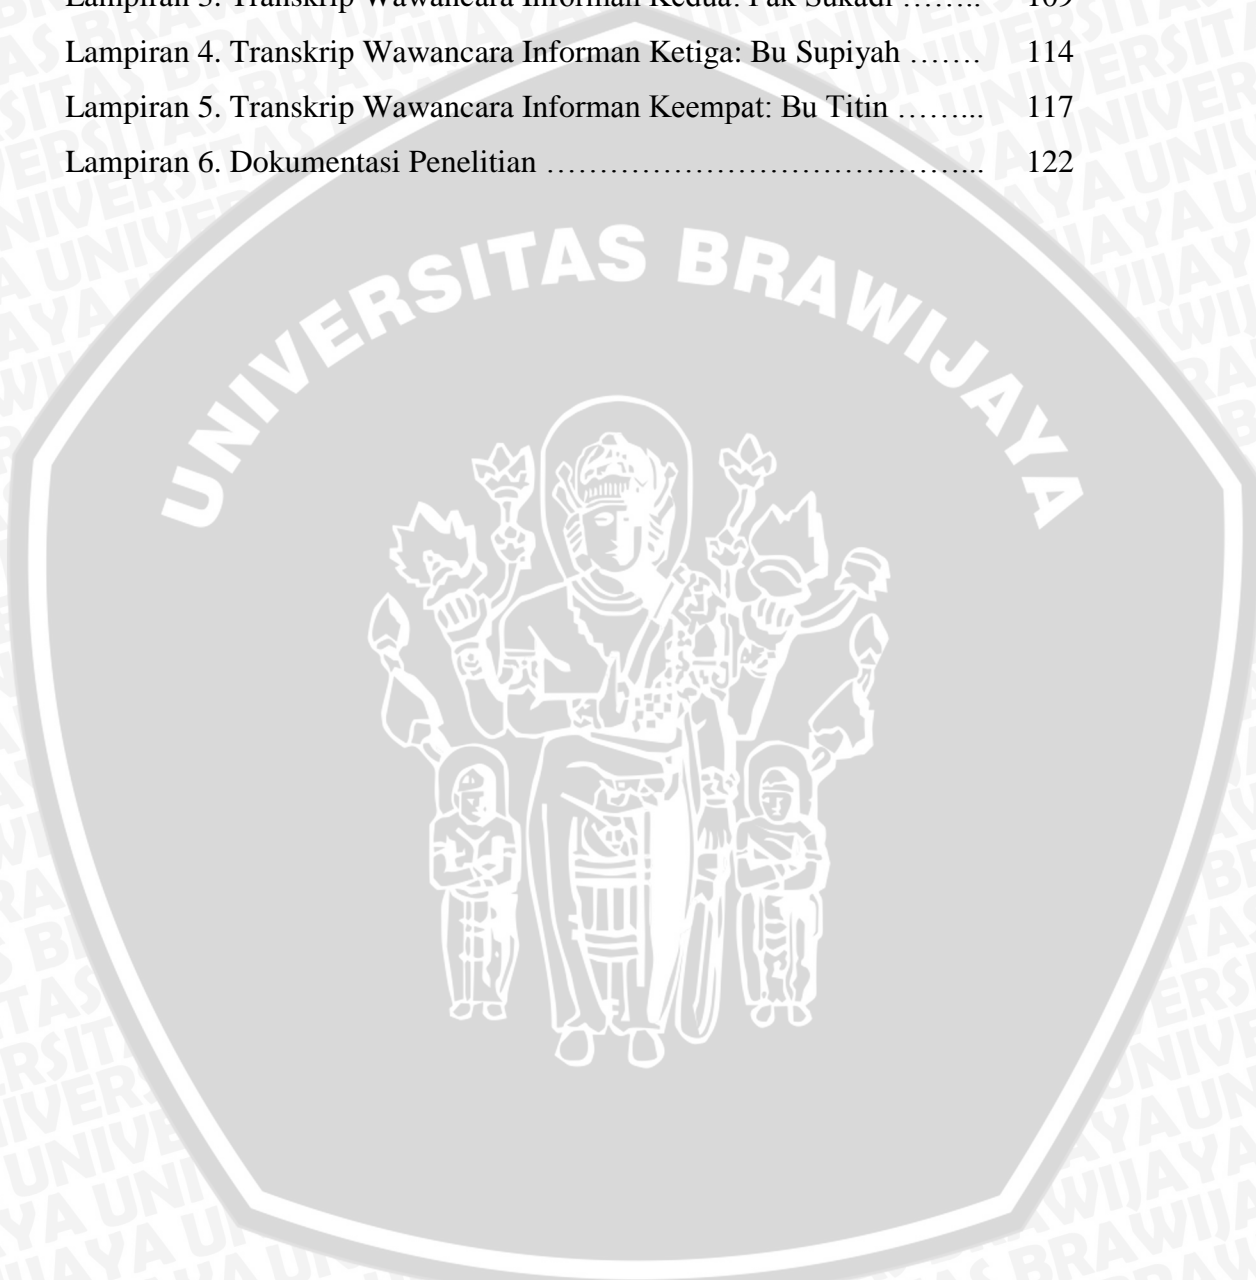 Lampiran 3. Transkrip Wawancara Informan Kedua: Pak Sukadi …….. 109
Lampiran 4. Transkrip Wawancara Informan Ketiga: Bu Supiyah ……. 114
Lampiran 5. Transkrip Wawancara Informan Keempat: Bu Titin ……... 117
Lampiran 6. Dokumentasi Penelitian …………………………………... 122
UNIVERSITAS BRAWIJAYA